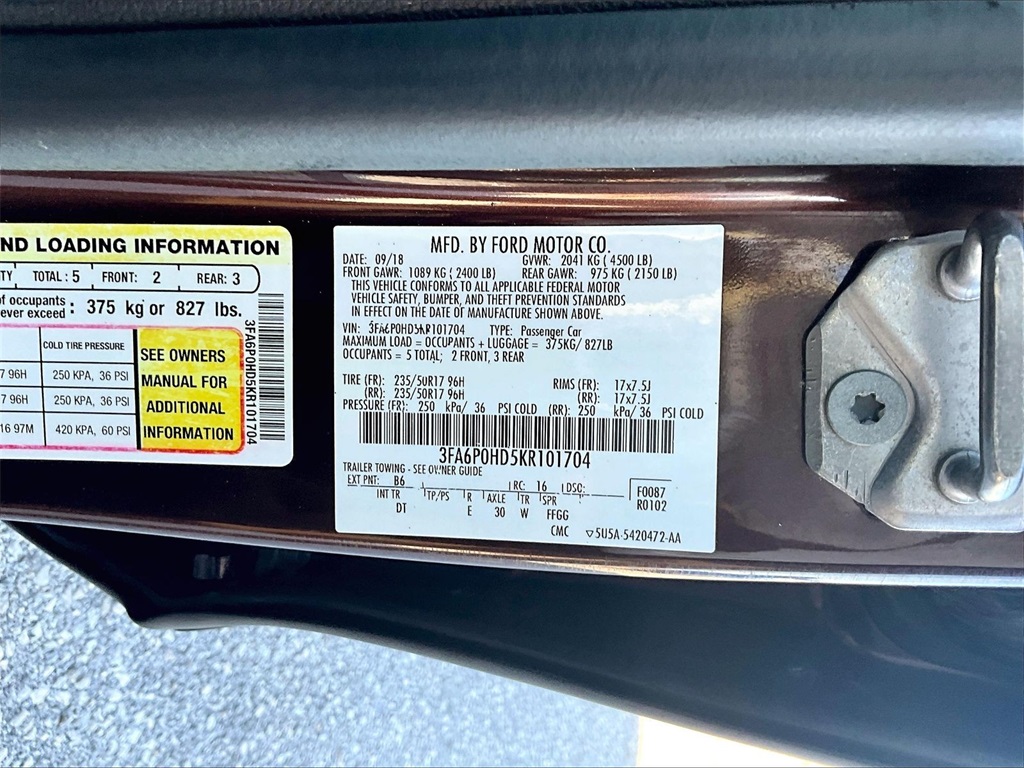 ND LOADING INFORMATION
TY TOTAL : 5 FRONT: 2 REAR: 3
of occupants
ever exceed : 375 kg or 827 lbs.
COLD TIRE PRESSURE
7 96H 250 KPA, 36 PSI
7 96H 250 KPA, 36 PSI
16 97M 420 KPA, 60 PSI
SEE OWNERS
MANUAL FOR
ADDITIONAL
INFORMATION
3FA6P0HD5KR101704
MFD. BY FORD MOTOR CO.
DATE: 09/18 GVWR: 2041 KG ( 4500 LB)
FRONT GAWR: 1089 KG ( 2400 LB) REAR GAWR: 975 KG ( 2150 LB)
THIS VEHICLE CONFORMS TO ALL APPLICABLE FEDERAL MOTOR
VEHICLE SAFETY, BUMPER, AND THEFT PREVENTION STANDARDS
IN EFFECT ON THE DATE OF MANUFACTURE SHOWN ABOVE.
VIN: 3FA6P0HD5KR101704 TYPE: Passenger Car
MAXIMUM LOAD = OCCUPANTS + LUGGAGE = 375KG/ 827LB
OCCUPANTS = 5 TOTAL; 2 FRONT, 3 REAR
TIRE (FR): 235/50R17 96H RIMS (FR): 17x7.5J
(RR): 235/50R17 96H (RR): 17x7.5J
PRESSURE (FR): 250 kPa/ 36 PSI COLD (RR): 250 kPa/ 36 PSI COLD
3FA6P0HD5KR101704
TRAILER TOWING - SEE OWNER GUIDE
EXT PNT: B6 RC: 16 DSO: F0087
INT TR TP/PS R AXLE TR SPR R0102
DT E 30 W FFGG
CMC ▽5U5A-5420472-AA